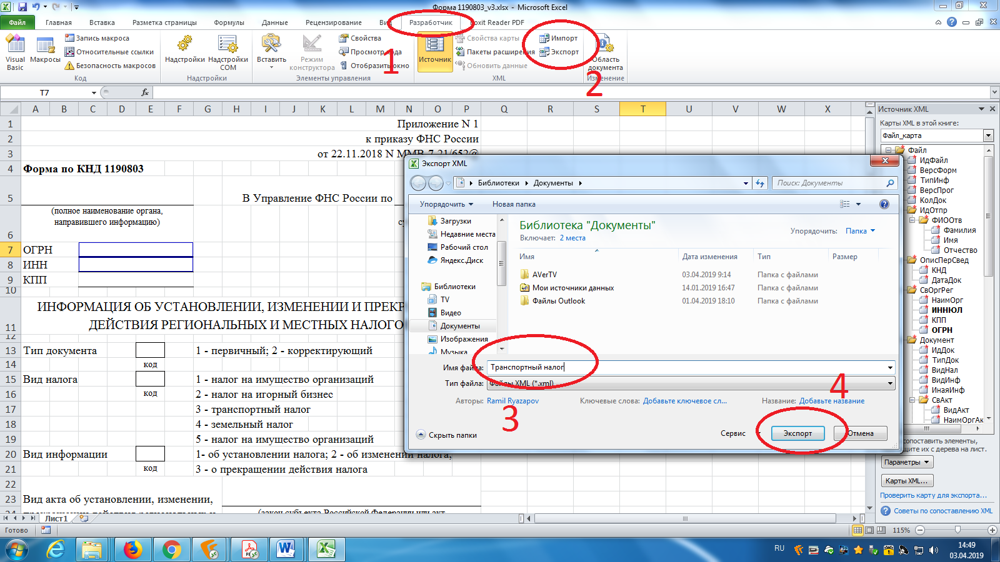 Форма 1190803_v3.xlsx - Microsoft Excel
Файл Главная Вставка Разметка страницы Формулы Данные Рецензирование Разработчик Foxit Reader PDF
Visual Basic
Макросы
Запись макроса
Относительные ссылки
Безопасность макросов
Код
Надстройки
Надстройки COM
Надстройки
Вставить
Режим конструктора
Свойства
Просмотр кода
Отобразить окно
Элементы управления
1
Источник
Свойства карты
Пакеты расширения
Обновить данные
Импорт
Экспорт
XML
2
Область документа
Изменение
T7
fx
A B C D E F G H I J K L M N O P Q R S T U V W X
1 Приложение N 1
2 к приказу ФНС России
3 от 22.11.2018 N ММВ-7-21/652@
4 Форма по КНД 1190803
5 В Управление ФНС России по
(полное наименование органа,
направившего информацию)
6
7 ОГРН
8 ИНН
9 КПП
10
11 ИНФОРМАЦИЯ ОБ УСТАНОВЛЕНИИ, ИЗМЕНЕНИИ И ПРЕКР
ДЕЙСТВИЯ РЕГИОНАЛЬНЫХ И МЕСТНЫХ НАЛОГО
12
13 Тип документа 1 - первичный; 2 - корректирующий
14 код
15 Вид налога 1 - налог на имущество организаций
16 код 2 - налог на игорный бизнес
17 3 - транспортный налог
18 4 - земельный налог
19 5 - налог на имущество организаций
20 Вид информации 1- об установлении налога; 2 - об изменении налога;
21 код 3 - о прекращении действия налога
22
23 Вид акта об установлении, изменении,
24
(закон субъекта Российской Федерации или акт
Лист1
Готово
115%
Экспорт XML
Библиотеки Документы
Поиск: Документы
Упорядочить Новая папка
Загрузки
Недавние места
Рабочий стол
Яндекс.Диск
Библиотеки
TV
Видео
Документы
Изображения
Музыка
Библиотека "Документы"
Включает: 2 места
Упорядочить: Папка
Имя Дата изменения Тип Размер
AVerTV 03.04.2019 9:14 Папка с файлами
Мои источники данных 14.01.2019 16:47 Папка с файлами
Файлы Outlook 01.04.2019 18:10 Папка с файлами
Имя файла: Транспортный налог
Тип файла: Файлы XML (*.xml)
Авторы: Ramil Ryazapov Ключевые слова: Добавьте ключевое сл... Название: Добавьте название
3
4
Скрыть папки Сервис Экспорт Отмена
Источник XML
Карты XML в этой книге:
Файл_карта
Файл
ИдФайл
ВерсФорм
ТипИнф
ВерсПрог
КолДок
ИдОтпр
ФИООтв
Фамилия
Имя
Отчество
ОписПерСвед
КНД
ДатаДок
СвОргРег
НаимОрг
ИННЮЛ
КПП
ОГРН
Документ
ИдДок
ТипДок
ВидНал
ВидИнф
ИнаяИнф
СвАкт
ВидАкт
НаимОргАк
сопоставить элементы,
щите их с дерева на лист.
Параметры
Карты XML...
Проверить карту для экспорта...
Советы по сопоставлению XML
RU
14:49
03.04.2019